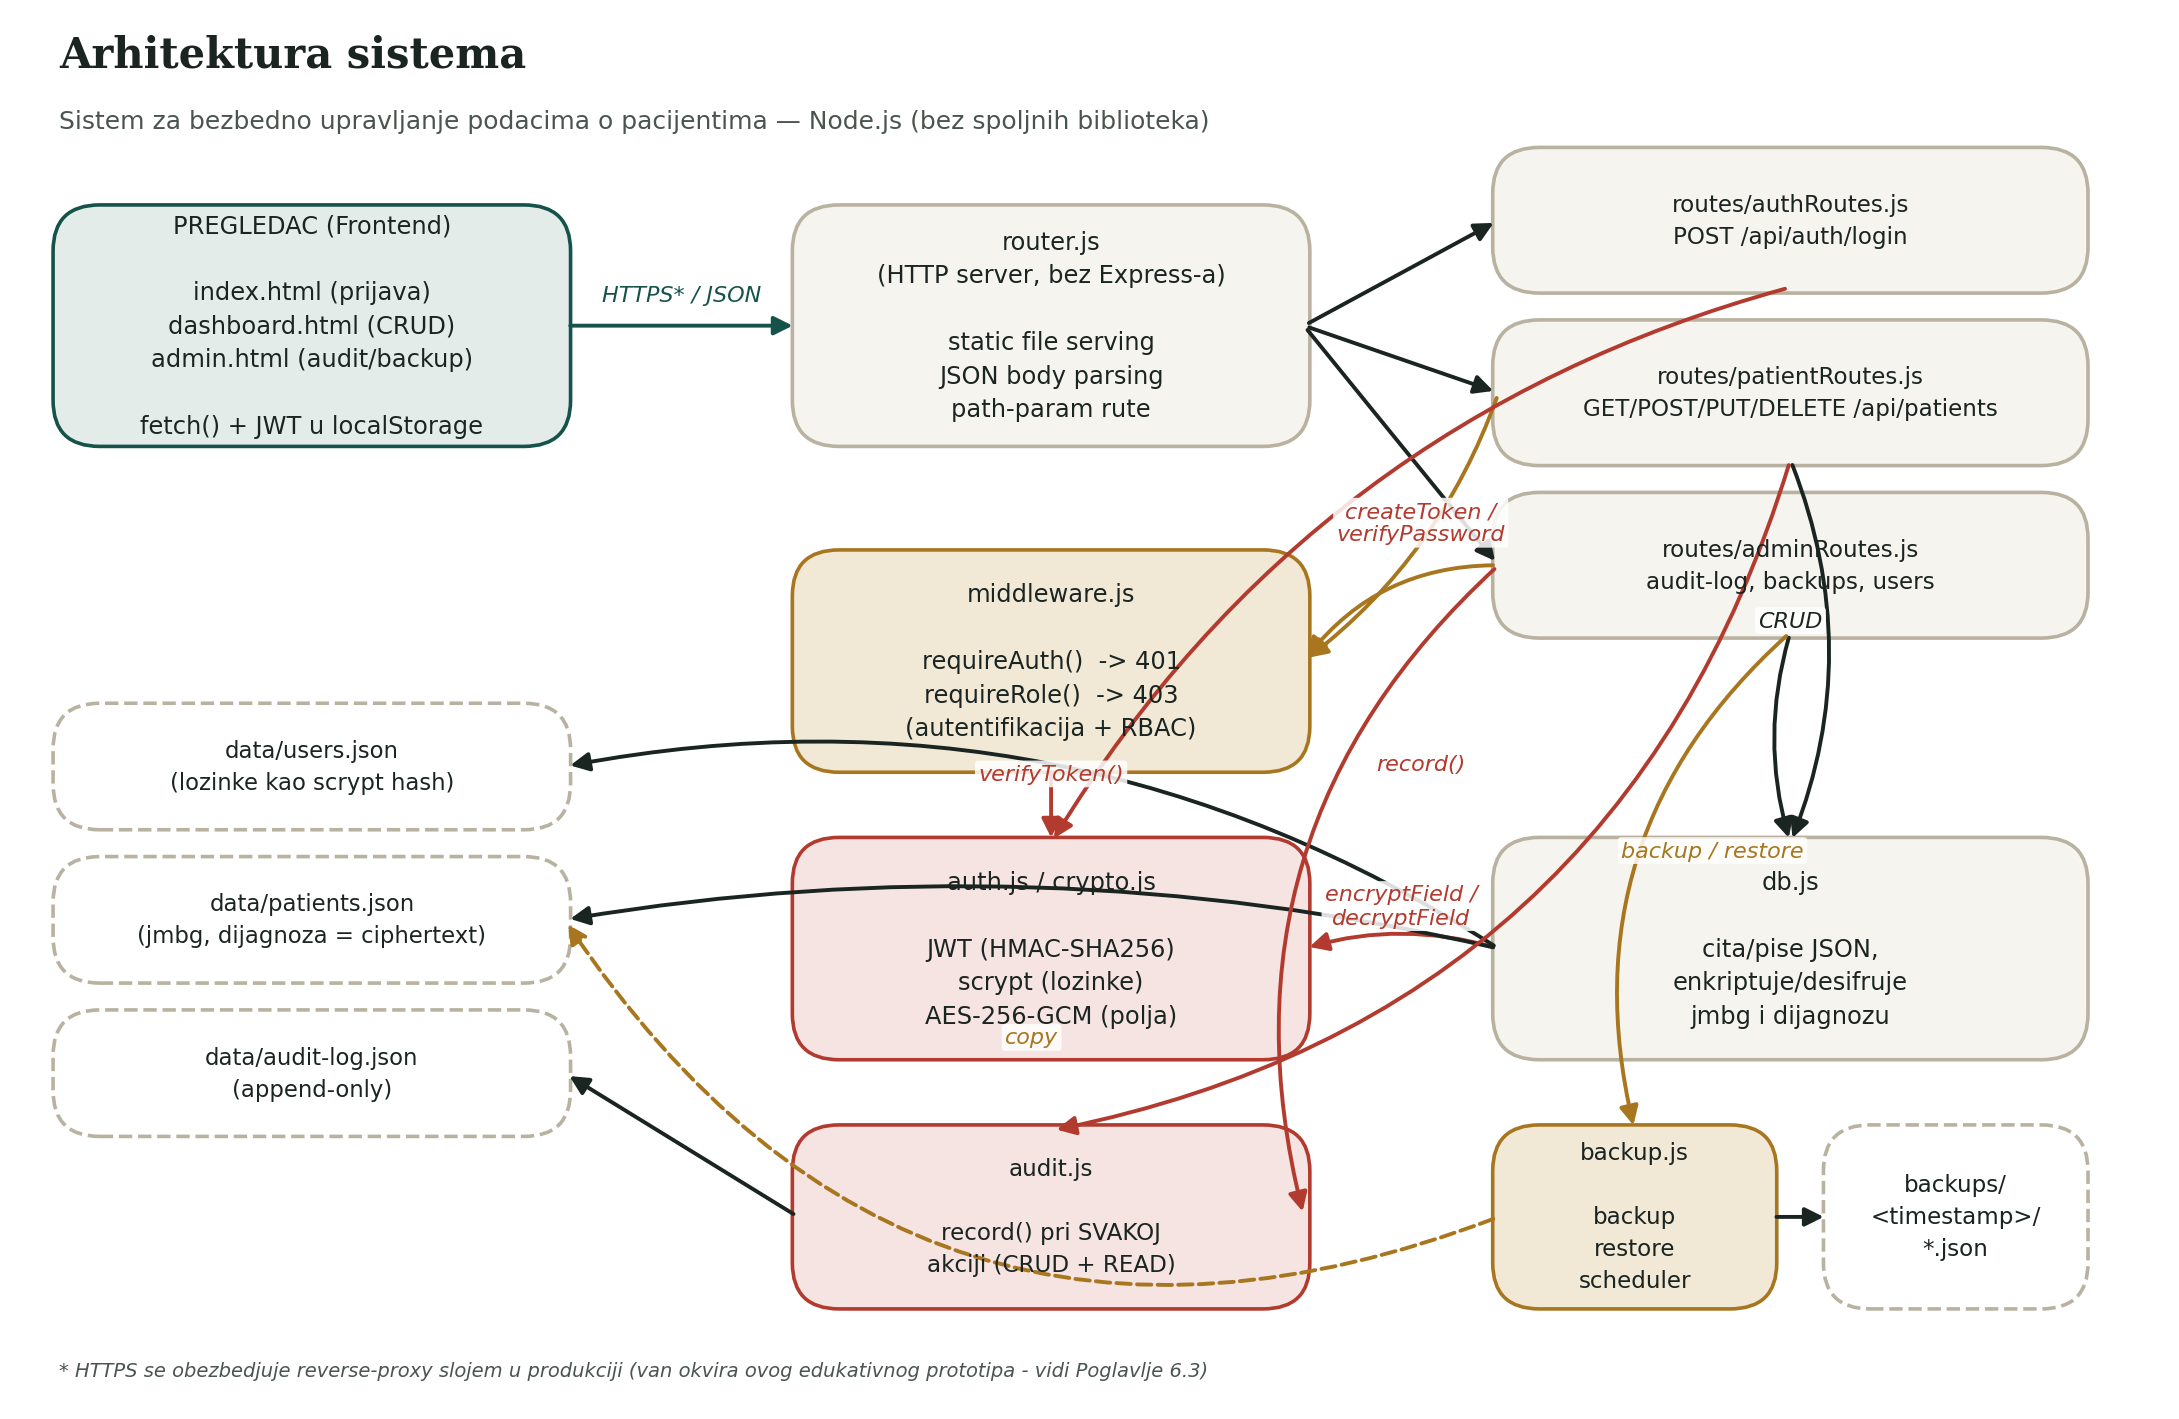 Arhitektura sistema
Sistem za bezbedno upravljanje podacima o pacijentima — Node.js (bez spoljnih biblioteka)
PREGLEDAC (Frontend)
index.html (prijava)
dashboard.html (CRUD)
admin.html (audit/backup)
fetch() + JWT u localStorage
HTTPS* / JSON
router.js
(HTTP server, bez Express-a)
static file serving
JSON body parsing
path-param rute
routes/authRoutes.js
POST /api/auth/login
routes/patientRoutes.js
GET/POST/PUT/DELETE /api/patients
createToken /
verifyPassword
routes/adminRoutes.js
audit-log, backups, users
CRUD
middleware.js
requireAuth()  -> 401
requireRole()  -> 403
(autentifikacija + RBAC)
verifyToken()
record()
data/users.json
(lozinke kao scrypt hash)
data/patients.json
(jmbg, dijagnoza = ciphertext)
data/audit-log.json
(append-only)
auth.js / crypto.js
JWT (HMAC-SHA256)
scrypt (lozinke)
AES-256-GCM (polja)
copy
encryptField /
decryptField
backup / restore
db.js
cita/pise JSON,
enkriptuje/desifruje
jmbg i dijagnozu
audit.js
record() pri SVAKOJ
akciji (CRUD + READ)
backup.js
backup
restore
scheduler
backups/
<timestamp>/
*.json
* HTTPS se obezbedjuje reverse-proxy slojem u produkciji (van okvira ovog edukativnog prototipa - vidi Poglavlje 6.3)